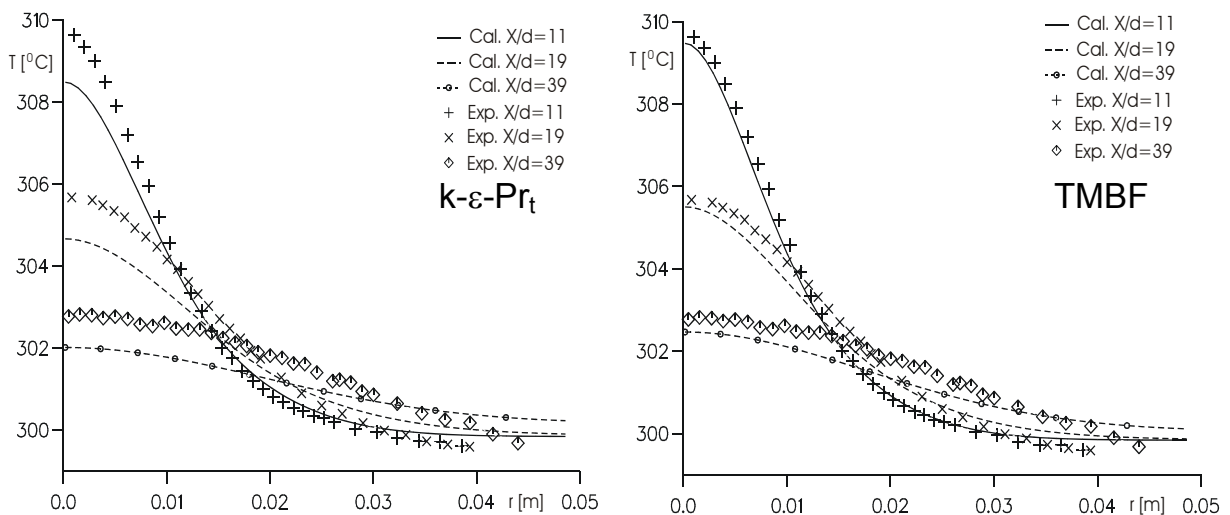 310
T [⁰C]
308
306
304
302
300
0.0 0.01 0.02 0.03 0.04 r [m] 0.05
Cal. X/d=11
Cal. X/d=19
Cal. X/d=39
Exp. X/d=11
Exp. X/d=19
Exp. X/d=39
k-ε-Prₜ
310
T [⁰C]
308
306
304
302
300
0.0 0.01 0.02 0.03 0.04 r [m] 0.05
Cal. X/d=11
Cal. X/d=19
Cal. X/d=39
Exp. X/d=11
Exp. X/d=19
Exp. X/d=39
TMBF